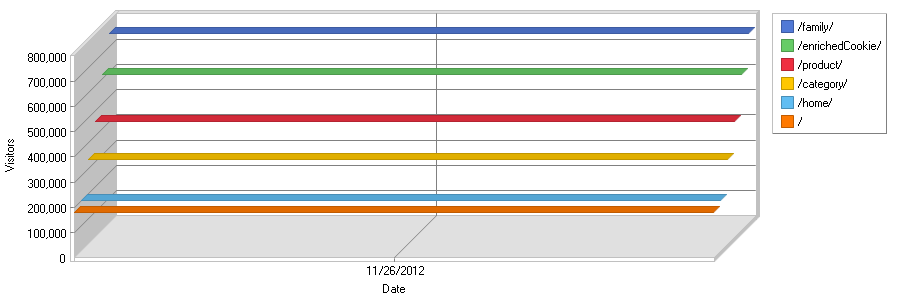 /family/
/enrichedCookie/
/product/
/category/
/home/
/
800,000
700,000
600,000
500,000
400,000
300,000
200,000
100,000
0
Visitors
11/26/2012
Date